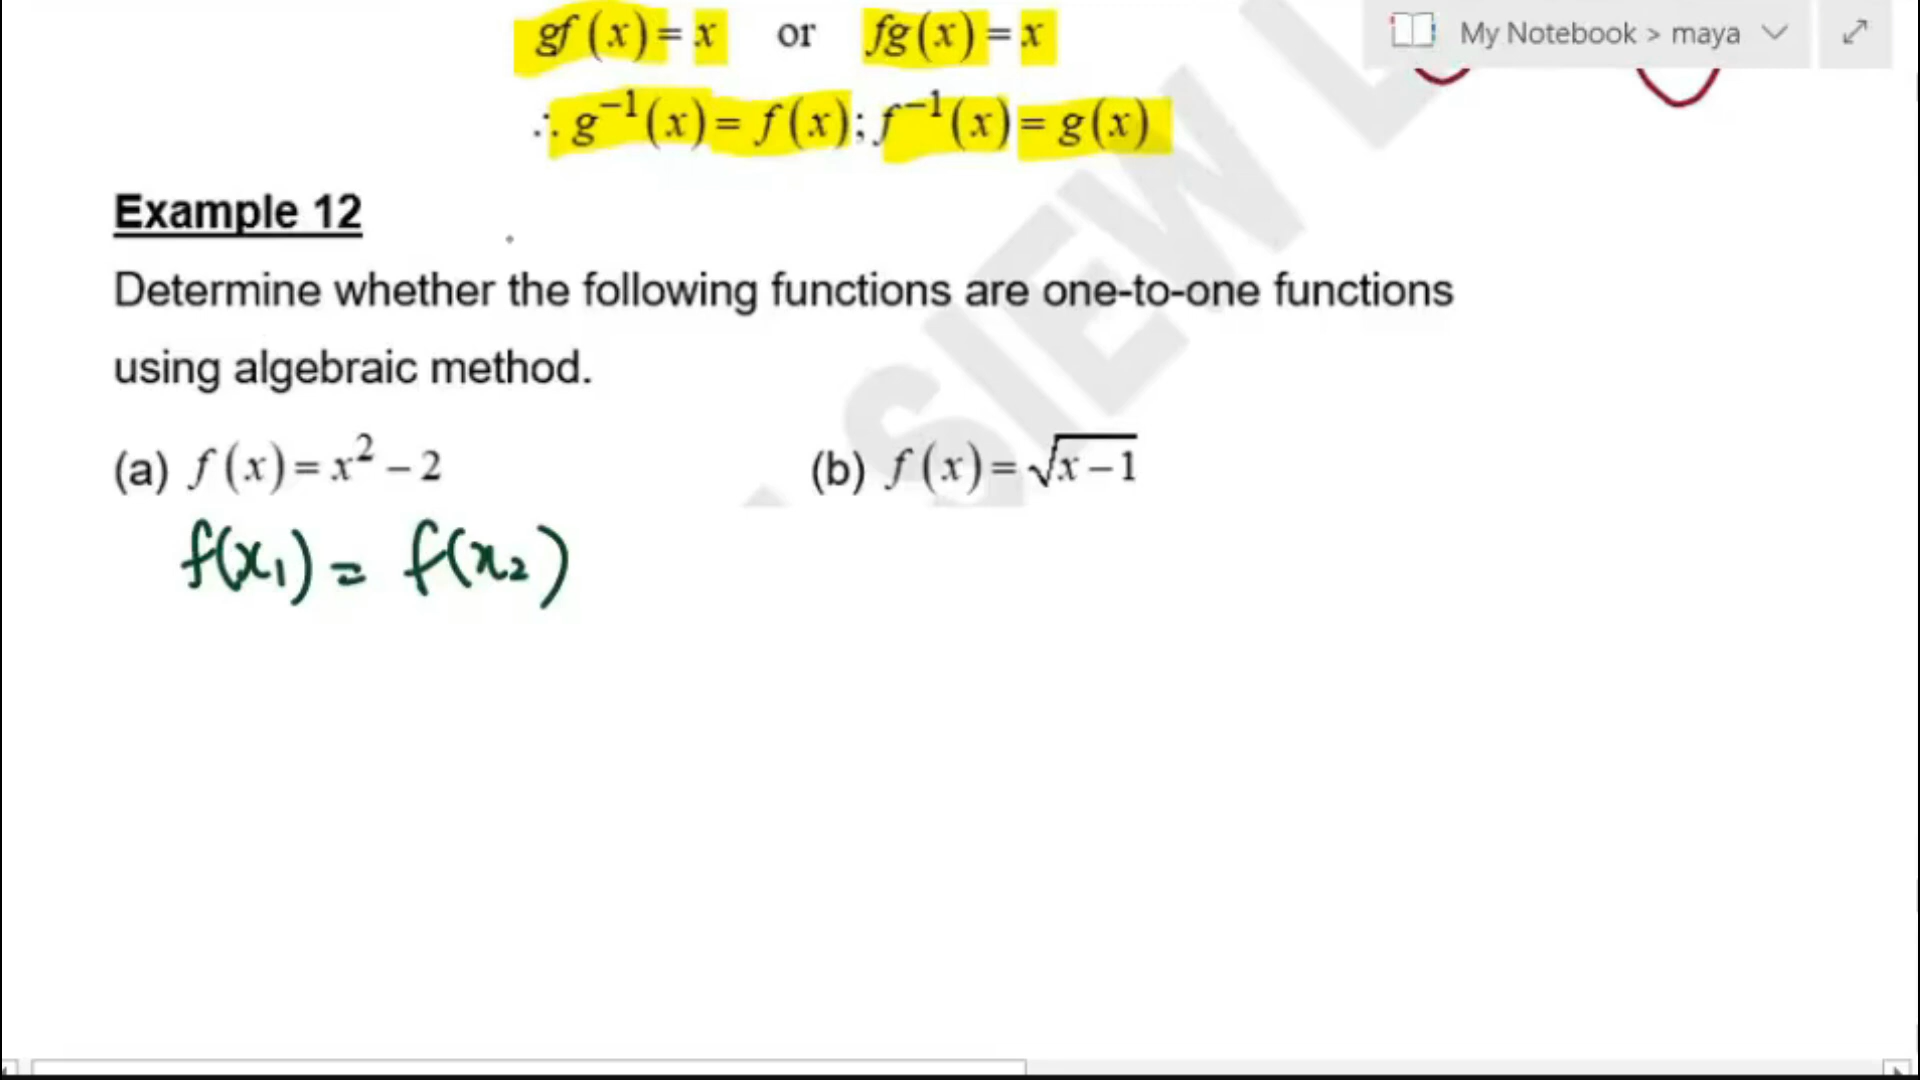 gf(x) = x or fg(x) = x
My Notebook > maya
∴ g⁻¹(x) = f(x); f⁻¹(x) = g(x)
Example 12
Determine whether the following functions are one-to-one functions
using algebraic method.
(a) f(x) = x² − 2 (b) f(x) = √(x−1)
f(x₁) = f(x₂)
SIEW